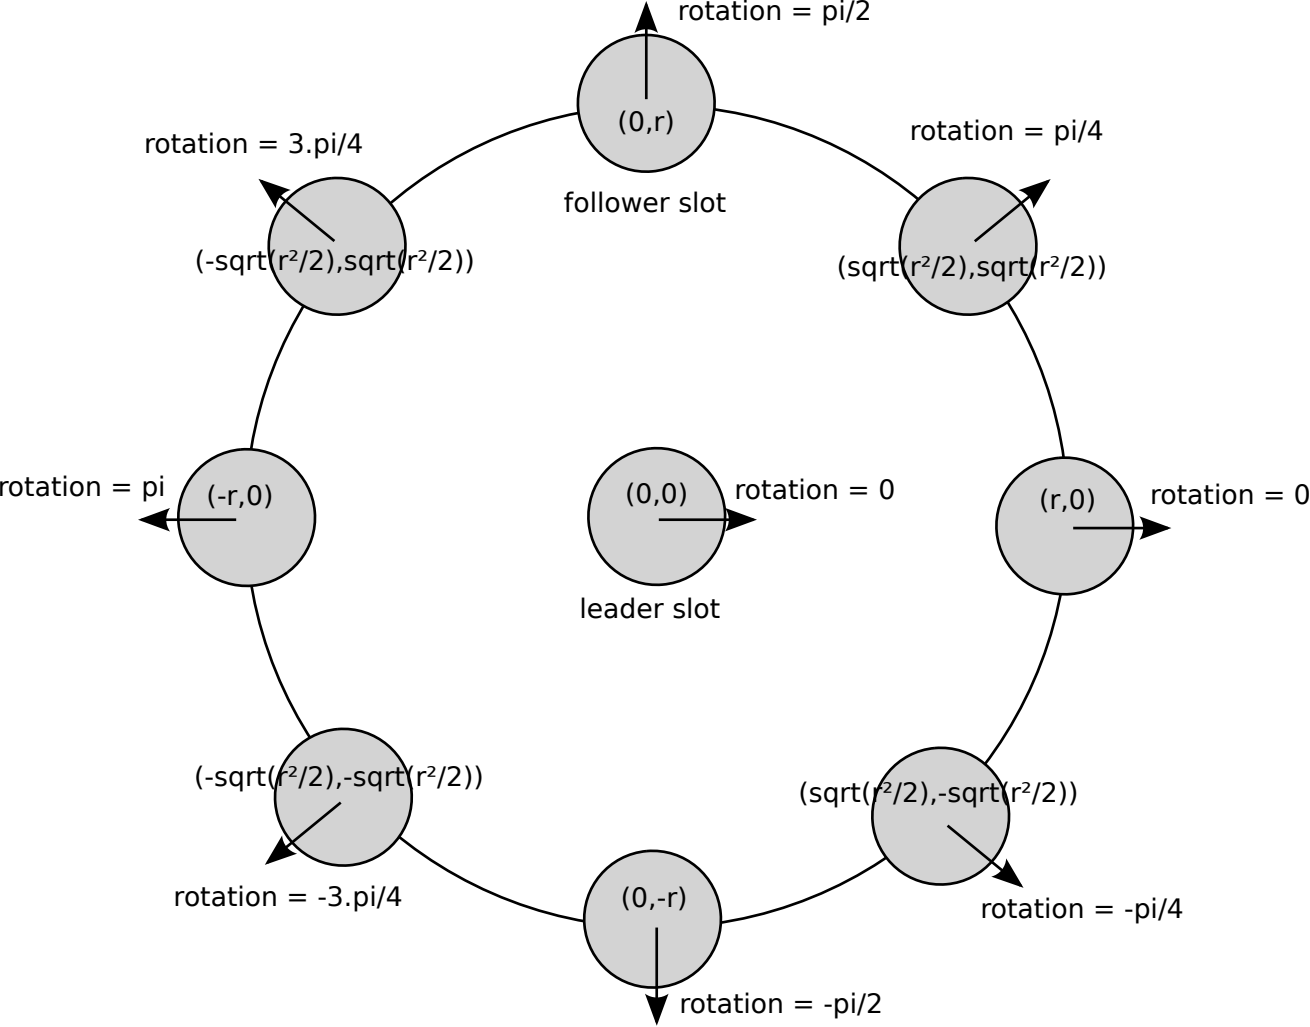 rotation = pi/2
(0,r)
follower slot
rotation = 3.pi/4
(-sqrt(r²/2),sqrt(r²/2))
rotation = pi/4
(sqrt(r²/2),sqrt(r²/2))
rotation = pi
(-r,0)
(0,0)
rotation = 0
leader slot
(r,0)
rotation = 0
(-sqrt(r²/2),-sqrt(r²/2))
rotation = -3.pi/4
(sqrt(r²/2),-sqrt(r²/2))
rotation = -pi/4
(0,-r)
rotation = -pi/2